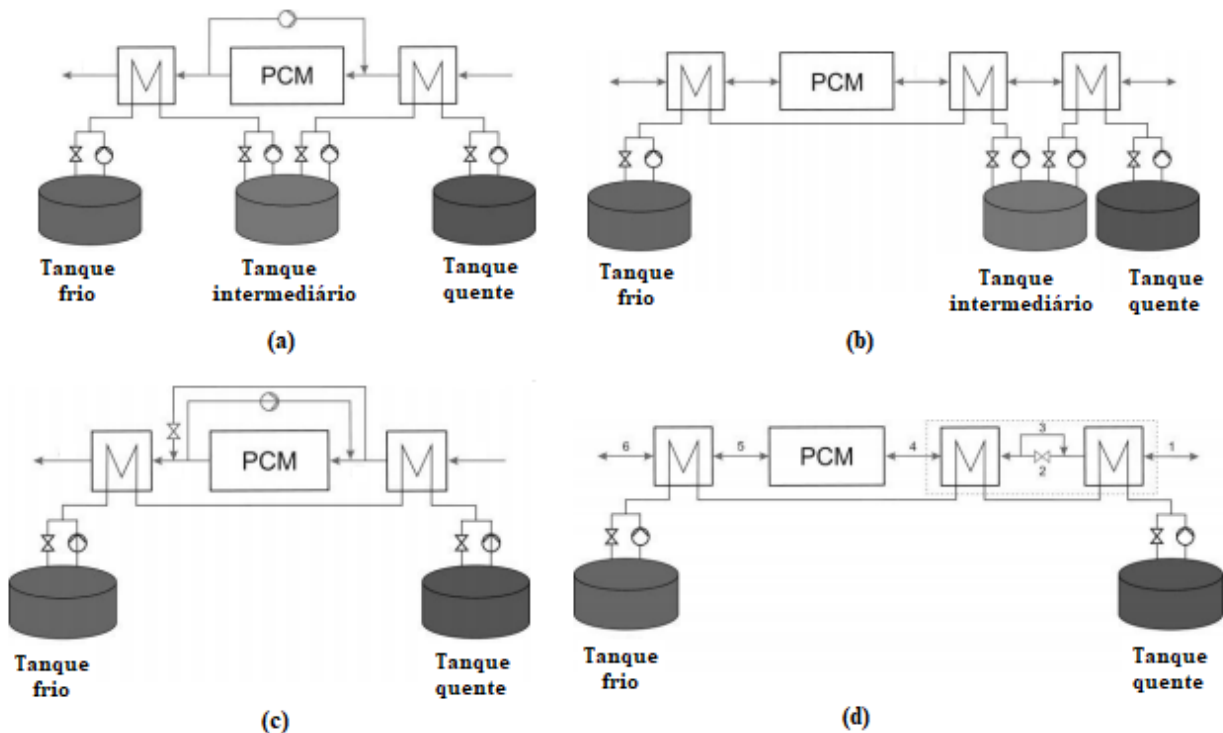 PCM
Tanque
frio
Tanque
intermediário
Tanque
quente
(a)
PCM
Tanque
frio
Tanque
intermediário
Tanque
quente
(b)
PCM
Tanque
frio
Tanque
quente
(c)
6
5
PCM
4
3
2
1
Tanque
frio
Tanque
quente
(d)